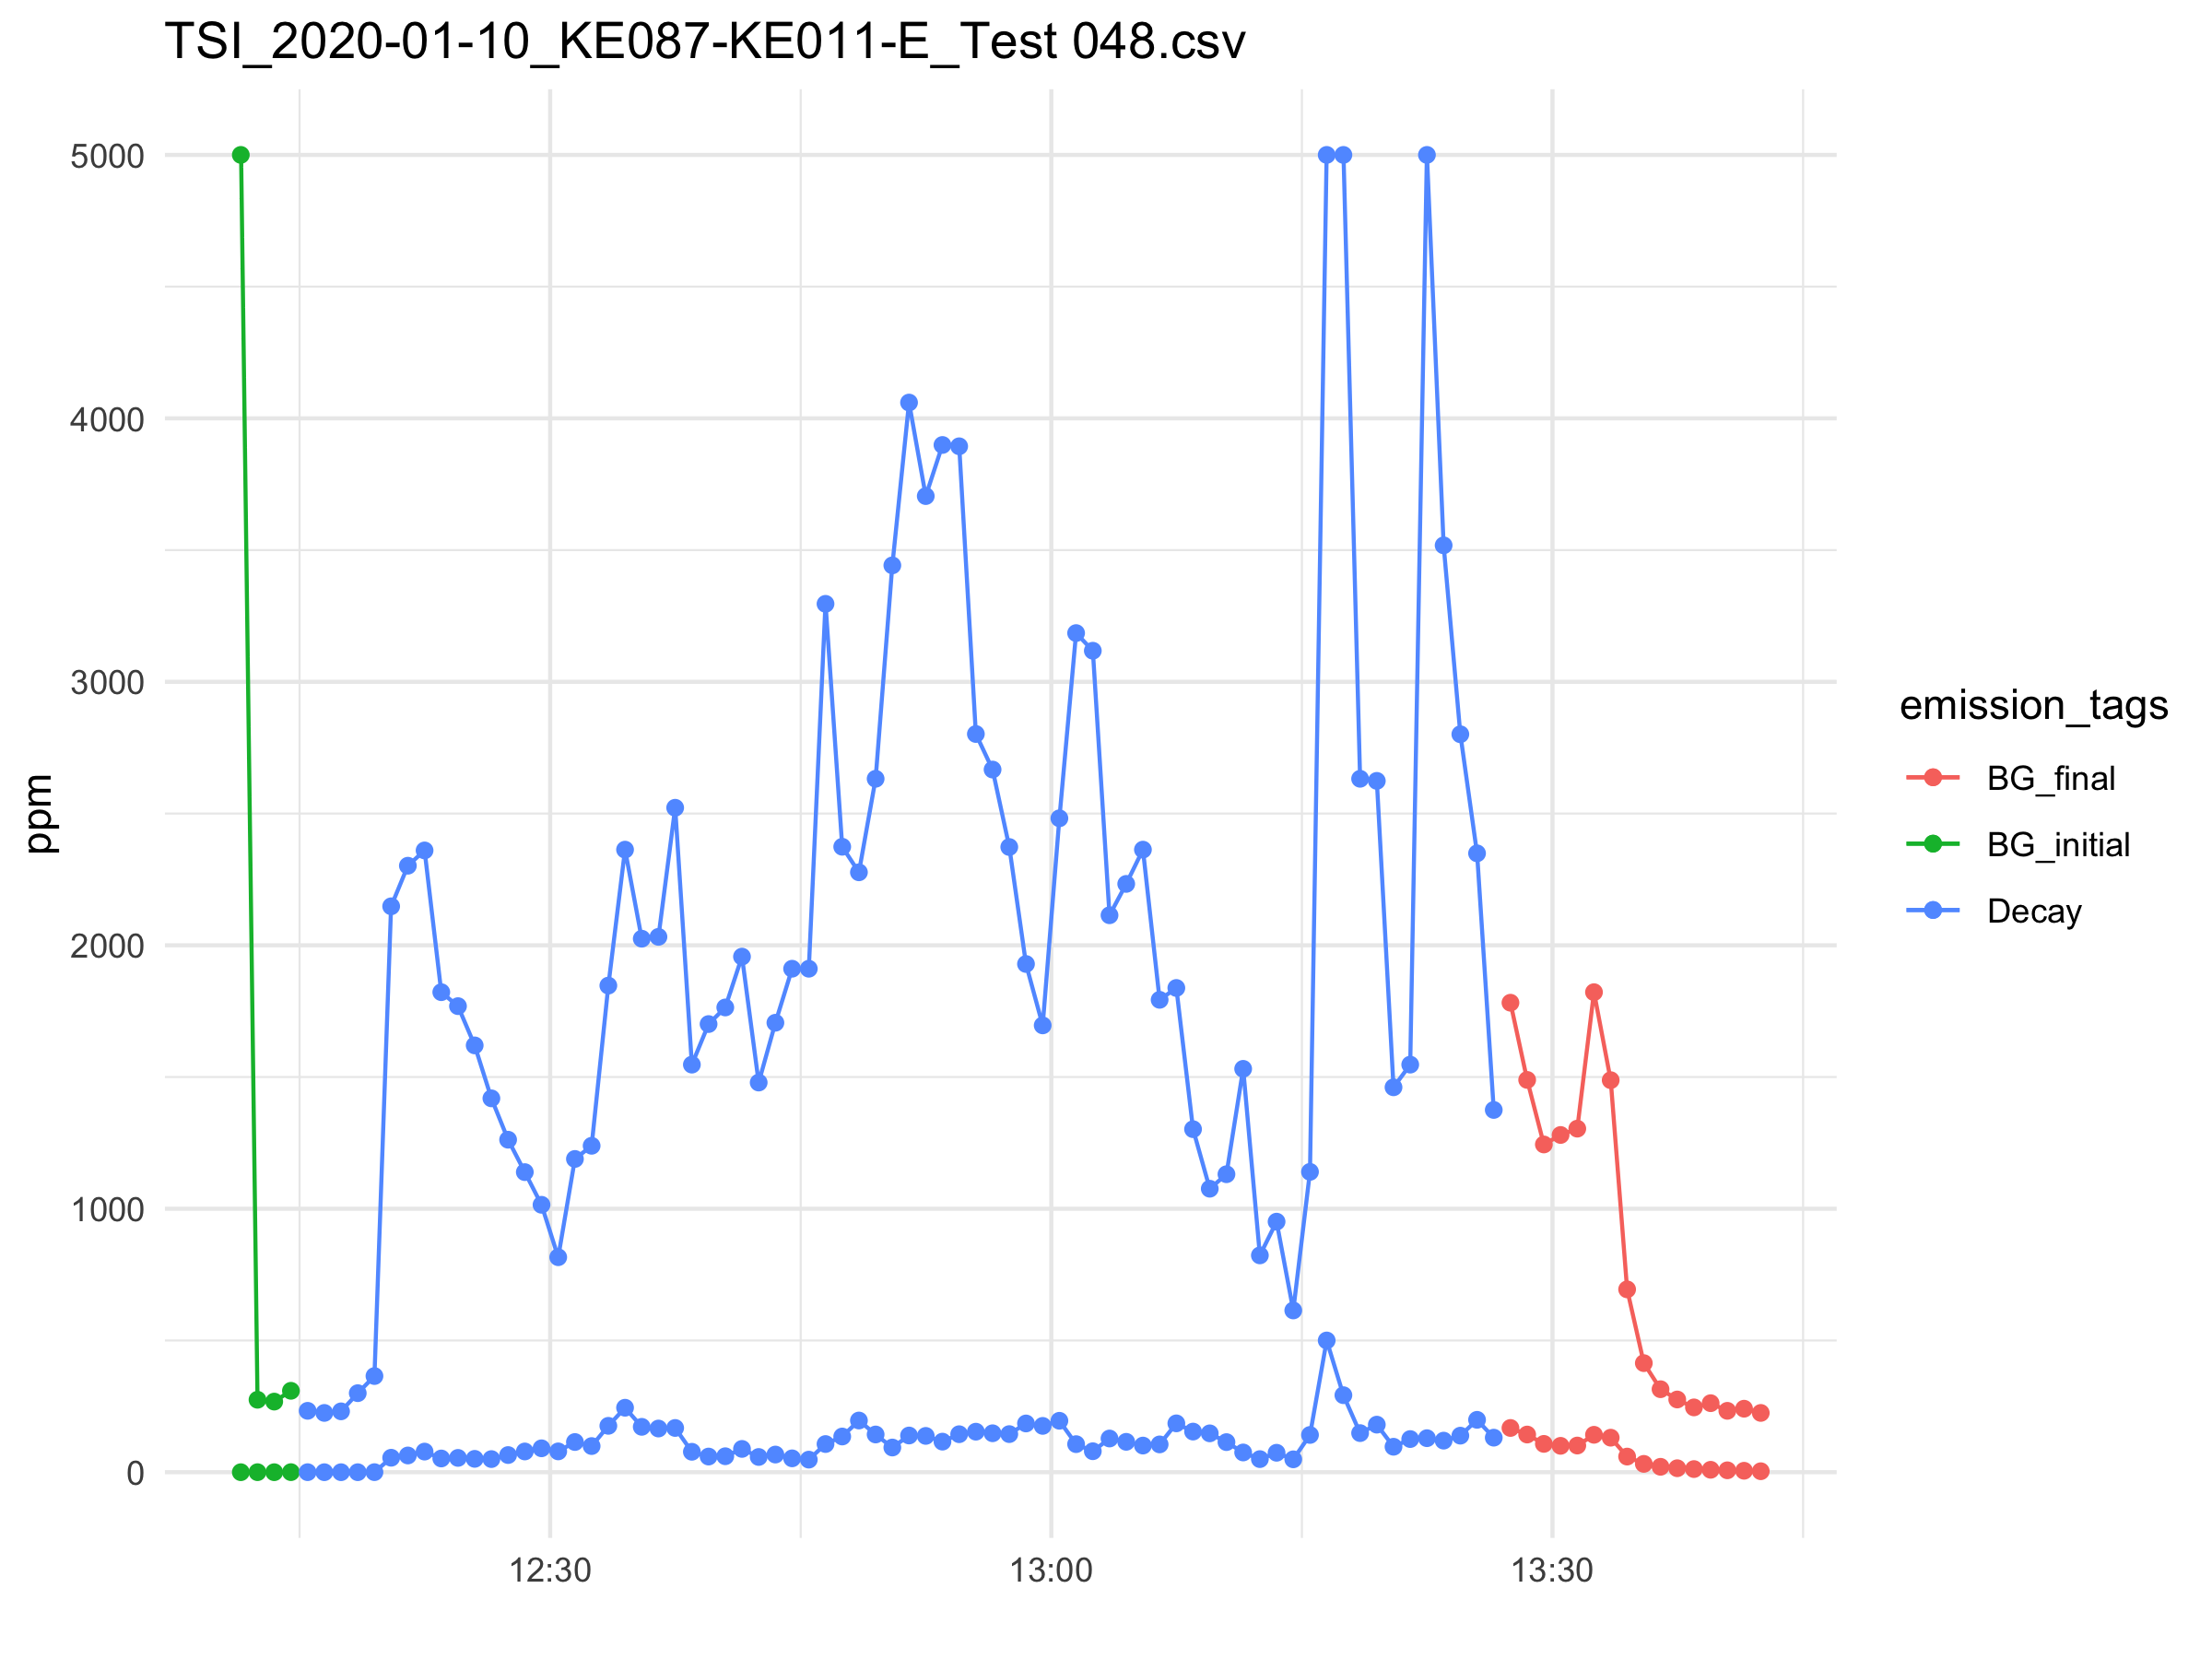 TSI_2020-01-10_KE087-KE011-E_Test 048.csv
5000
4000
3000
2000
1000
0
ppm
12:30
13:00
13:30
emission_tags
BG_final
BG_initial
Decay